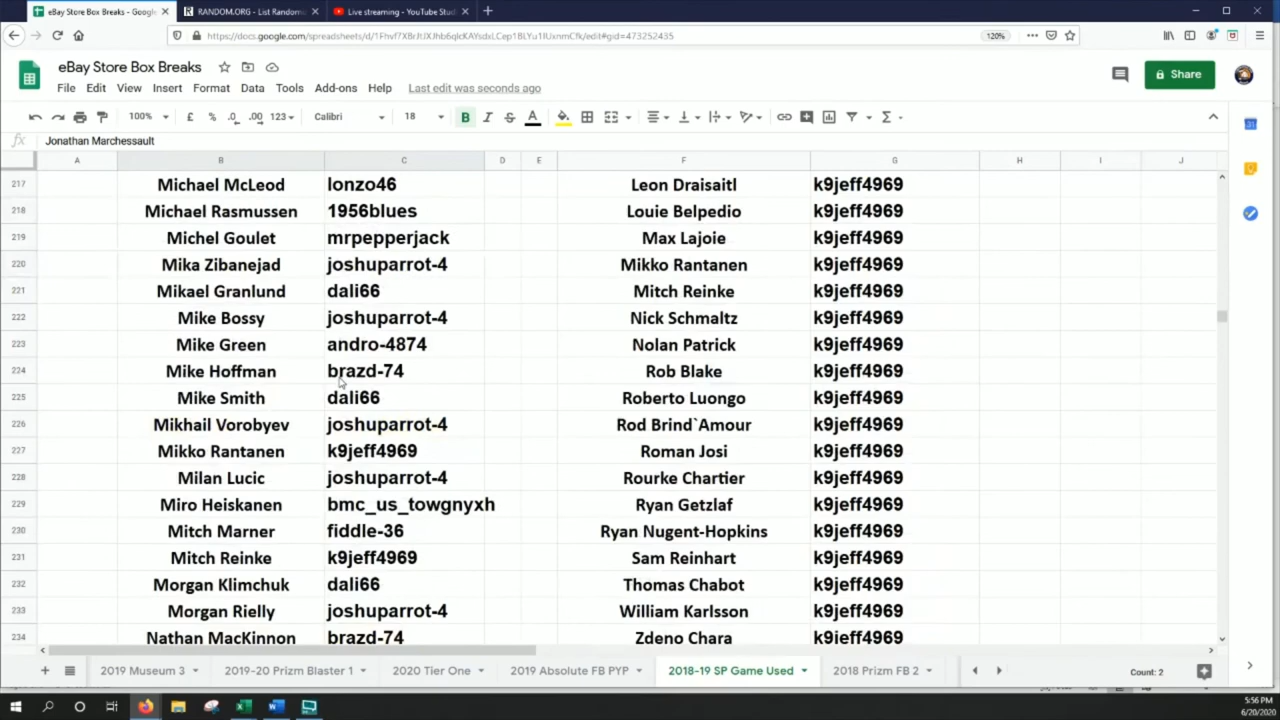 eBay Store Box Breaks - Google
RANDOM.ORG - List Randomi
Live streaming - YouTube Stud
120%
eBay Store Box Breaks
File Edit View Insert Format Data Tools Add-ons Help Last edit was seconds ago
Share
100% £ % .0 .00 123 Calibri 18 B I S A
fx Jonathan Marchessault
A B C D E F G H I J
217 Michael McLeod lonzo46 Leon Draisaitl k9jeff4969
218 Michael Rasmussen 1956blues Louie Belpedio k9jeff4969
219 Michel Goulet mrpepperjack Max Lajoie k9jeff4969
220 Mika Zibanejad joshuparrot-4 Mikko Rantanen k9jeff4969
221 Mikael Granlund dali66 Mitch Reinke k9jeff4969
222 Mike Bossy joshuparrot-4 Nick Schmaltz k9jeff4969
223 Mike Green andro-4874 Nolan Patrick k9jeff4969
224 Mike Hoffman brazd-74 Rob Blake k9jeff4969
225 Mike Smith dali66 Roberto Luongo k9jeff4969
226 Mikhail Vorobyev joshuparrot-4 Rod Brind`Amour k9jeff4969
227 Mikko Rantanen k9jeff4969 Roman Josi k9jeff4969
228 Milan Lucic joshuparrot-4 Rourke Chartier k9jeff4969
229 Miro Heiskanen bmc_us_towgnyxh Ryan Getzlaf k9jeff4969
230 Mitch Marner fiddle-36 Ryan Nugent-Hopkins k9jeff4969
231 Mitch Reinke k9jeff4969 Sam Reinhart k9jeff4969
232 Morgan Klimchuk dali66 Thomas Chabot k9jeff4969
233 Morgan Rielly joshuparrot-4 William Karlsson k9jeff4969
234 Nathan MacKinnon brazd-74 Zdeno Chara k9jeff4969
2019 Museum 3 2019-20 Prizm Blaster 1 2020 Tier One 2019 Absolute FB PYP 2018-19 SP Game Used 2018 Prizm FB 2 Count: 2
5:56 PM
6/20/2020